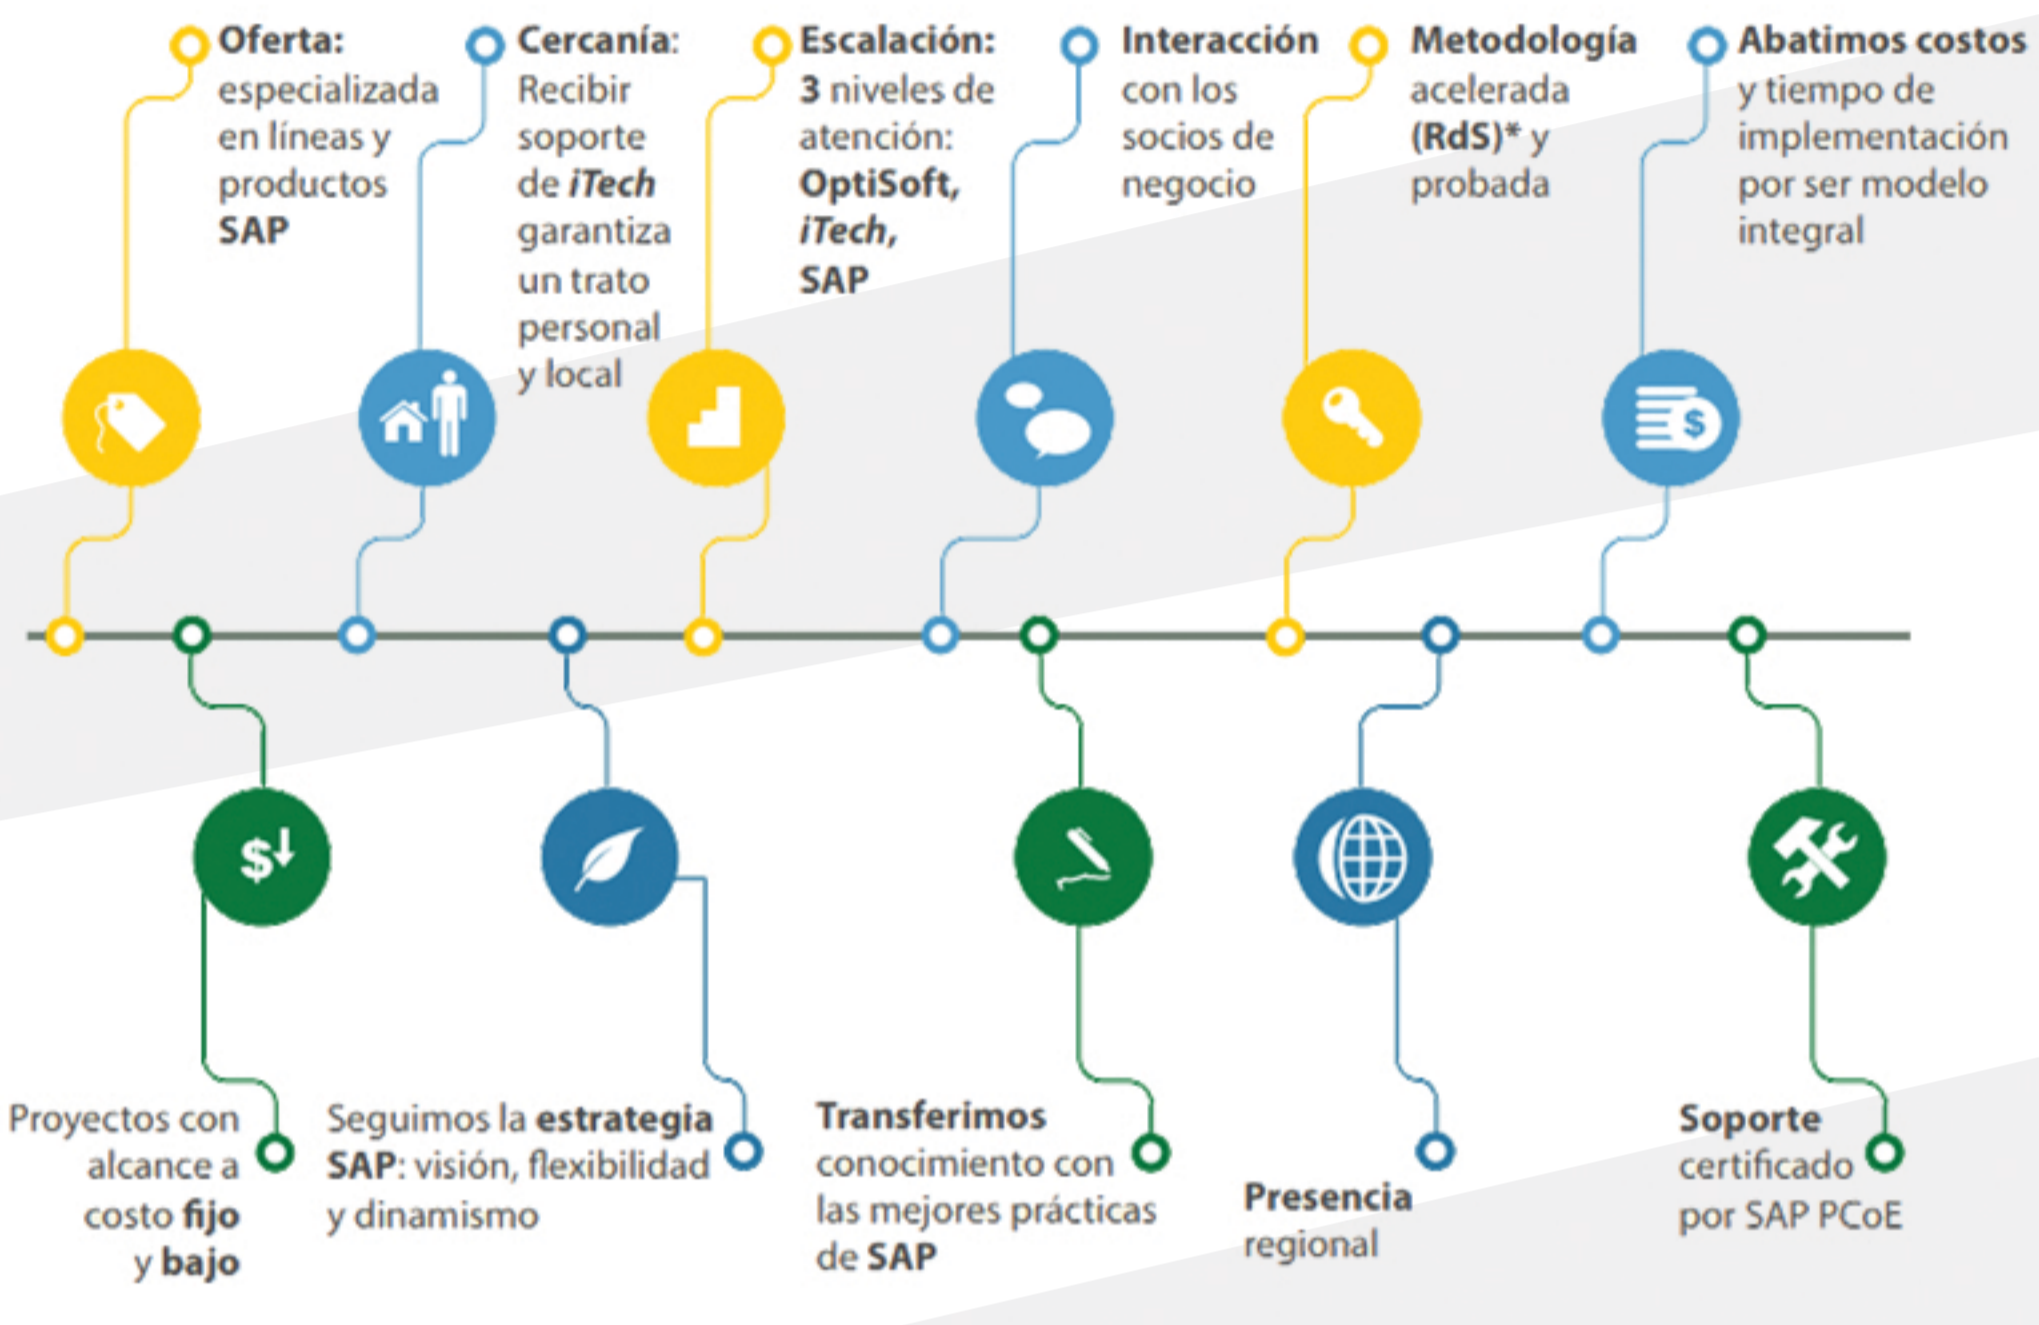 Oferta:
especializada
en líneas y
productos
SAP
Cercanía:
Recibir
soporte
de iTech
garantiza
un trato
personal
y local
Escalación:
3 niveles de
atención:
OptiSoft,
iTech,
SAP
Interacción
con los
socios de
negocio
Metodología
acelerada
(RdS)* y
probada
Abatimos costos
y tiempo de
implementación
por ser modelo
integral
$
$
Proyectos con
alcance a
costo fijo
y bajo
Seguimos la estrategia
SAP: visión, flexibilidad
y dinamismo
Transferimos
conocimiento con
las mejores prácticas
de SAP
Presencia
regional
Soporte
certificado
por SAP PCoE